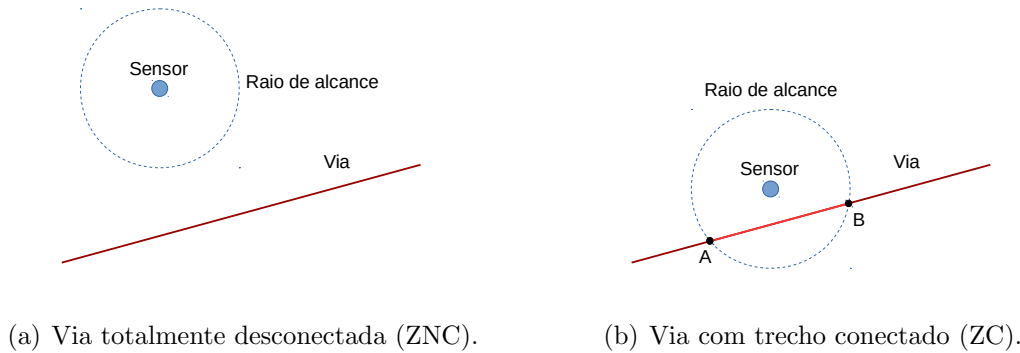 Sensor
Raio de alcance
Via
(a) Via totalmente desconectada (ZNC).
Raio de alcance
Sensor
Via
A
B
(b) Via com trecho conectado (ZC).